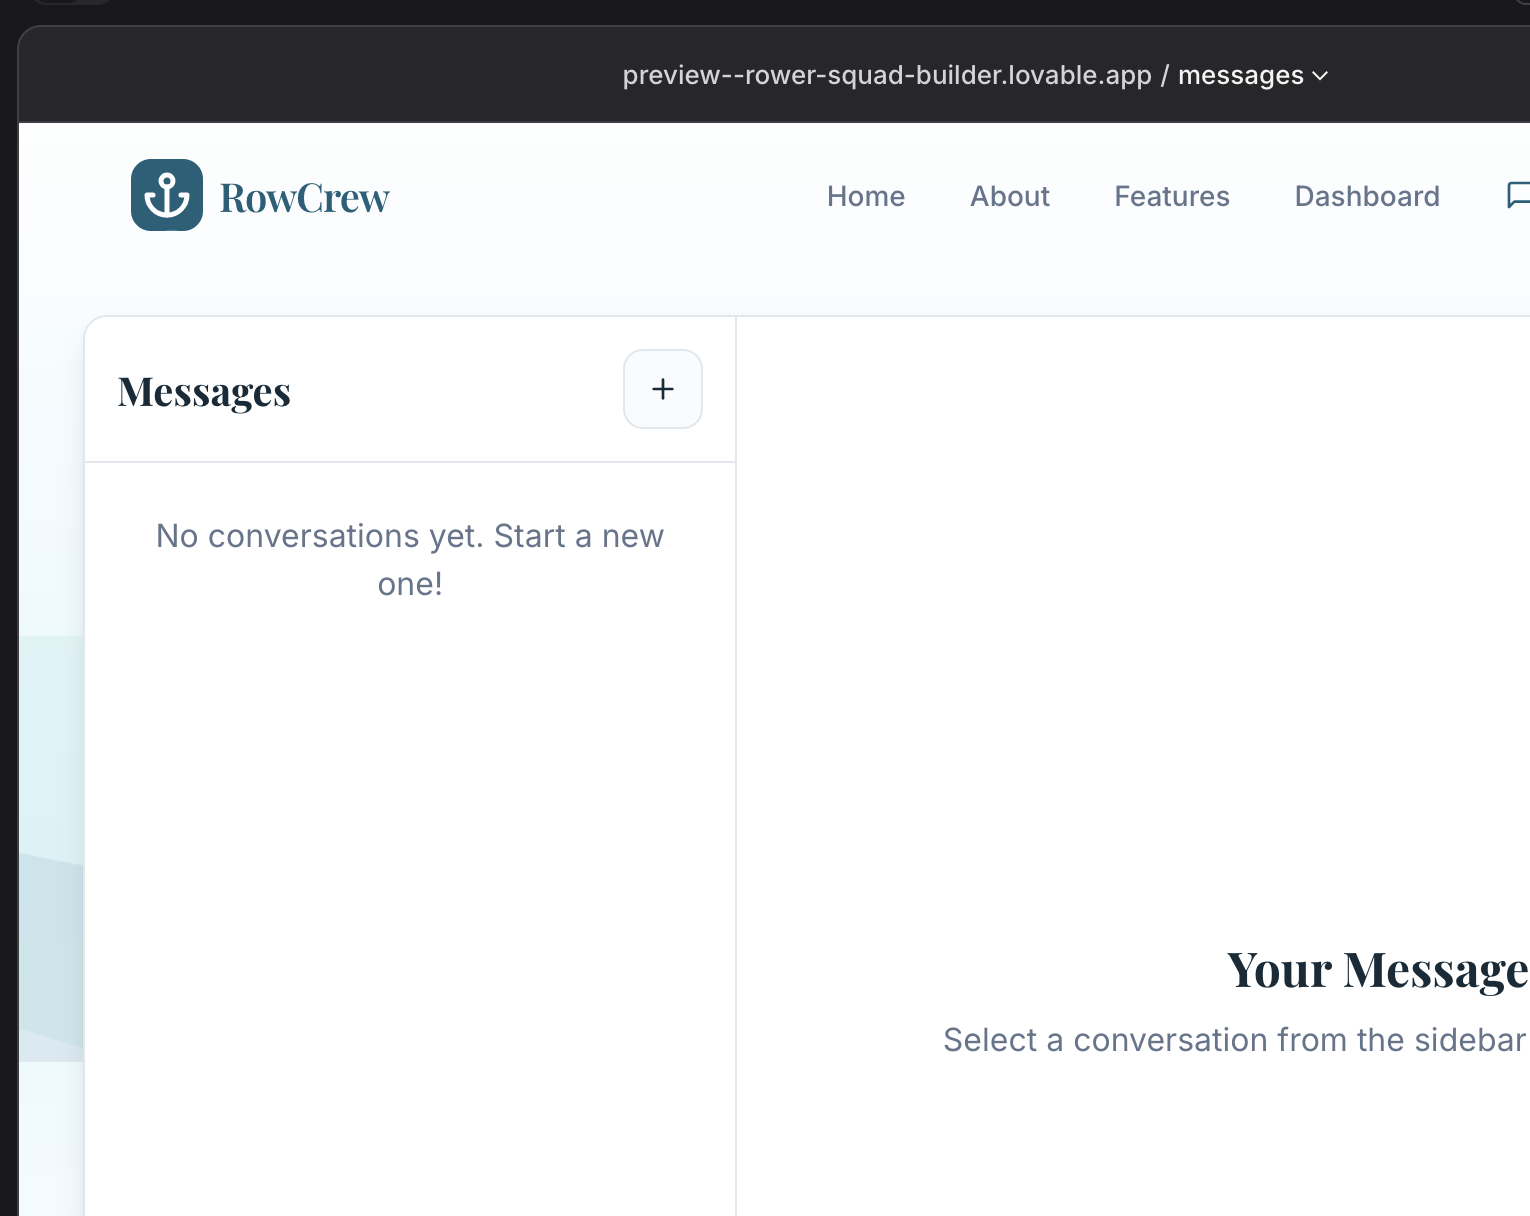 preview--rower-squad-builder.lovable.app / messages
RowCrew
Home
About
Features
Dashboard
Messages
No conversations yet. Start a new
one!
Your Message
Select a conversation from the sidebar